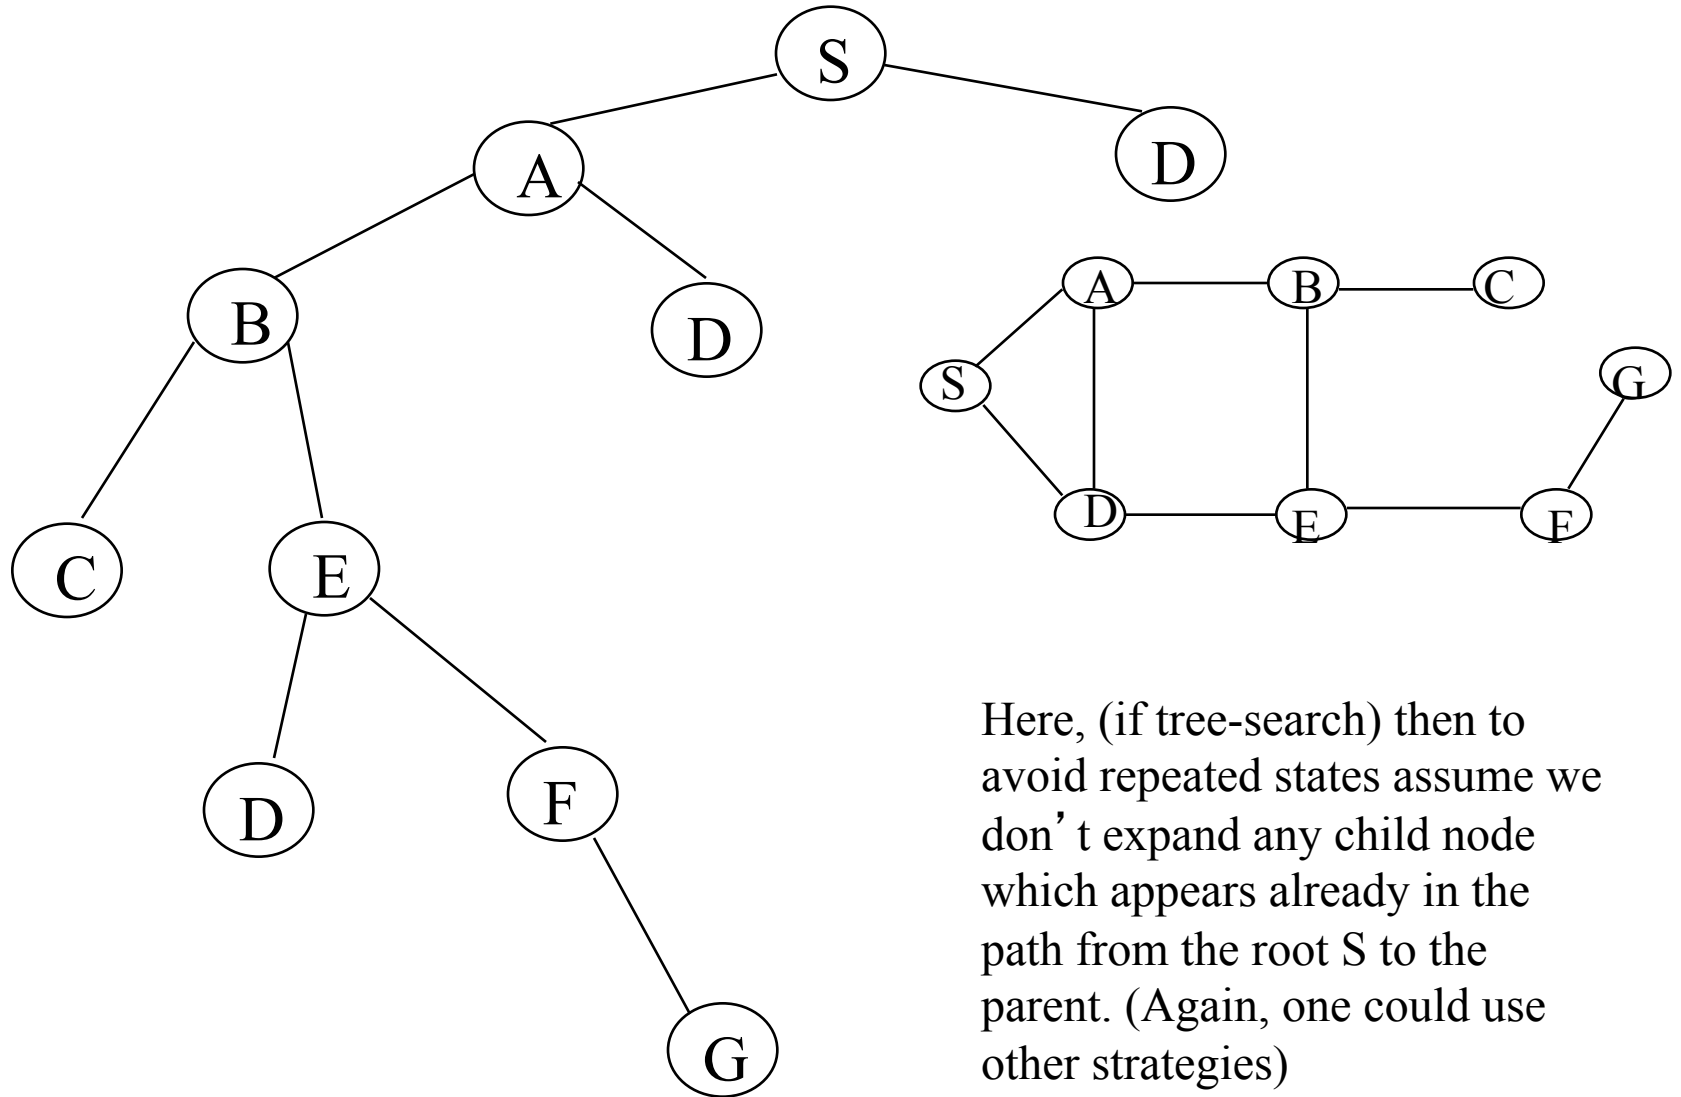 S
A
D
B
D
C
E
D
F
G
A
B
C
S
G
D
E
F
Here, (if tree-search) then to
avoid repeated states assume we
don’ t expand any child node
which appears already in the
path from the root S to the
parent. (Again, one could use
other strategies)